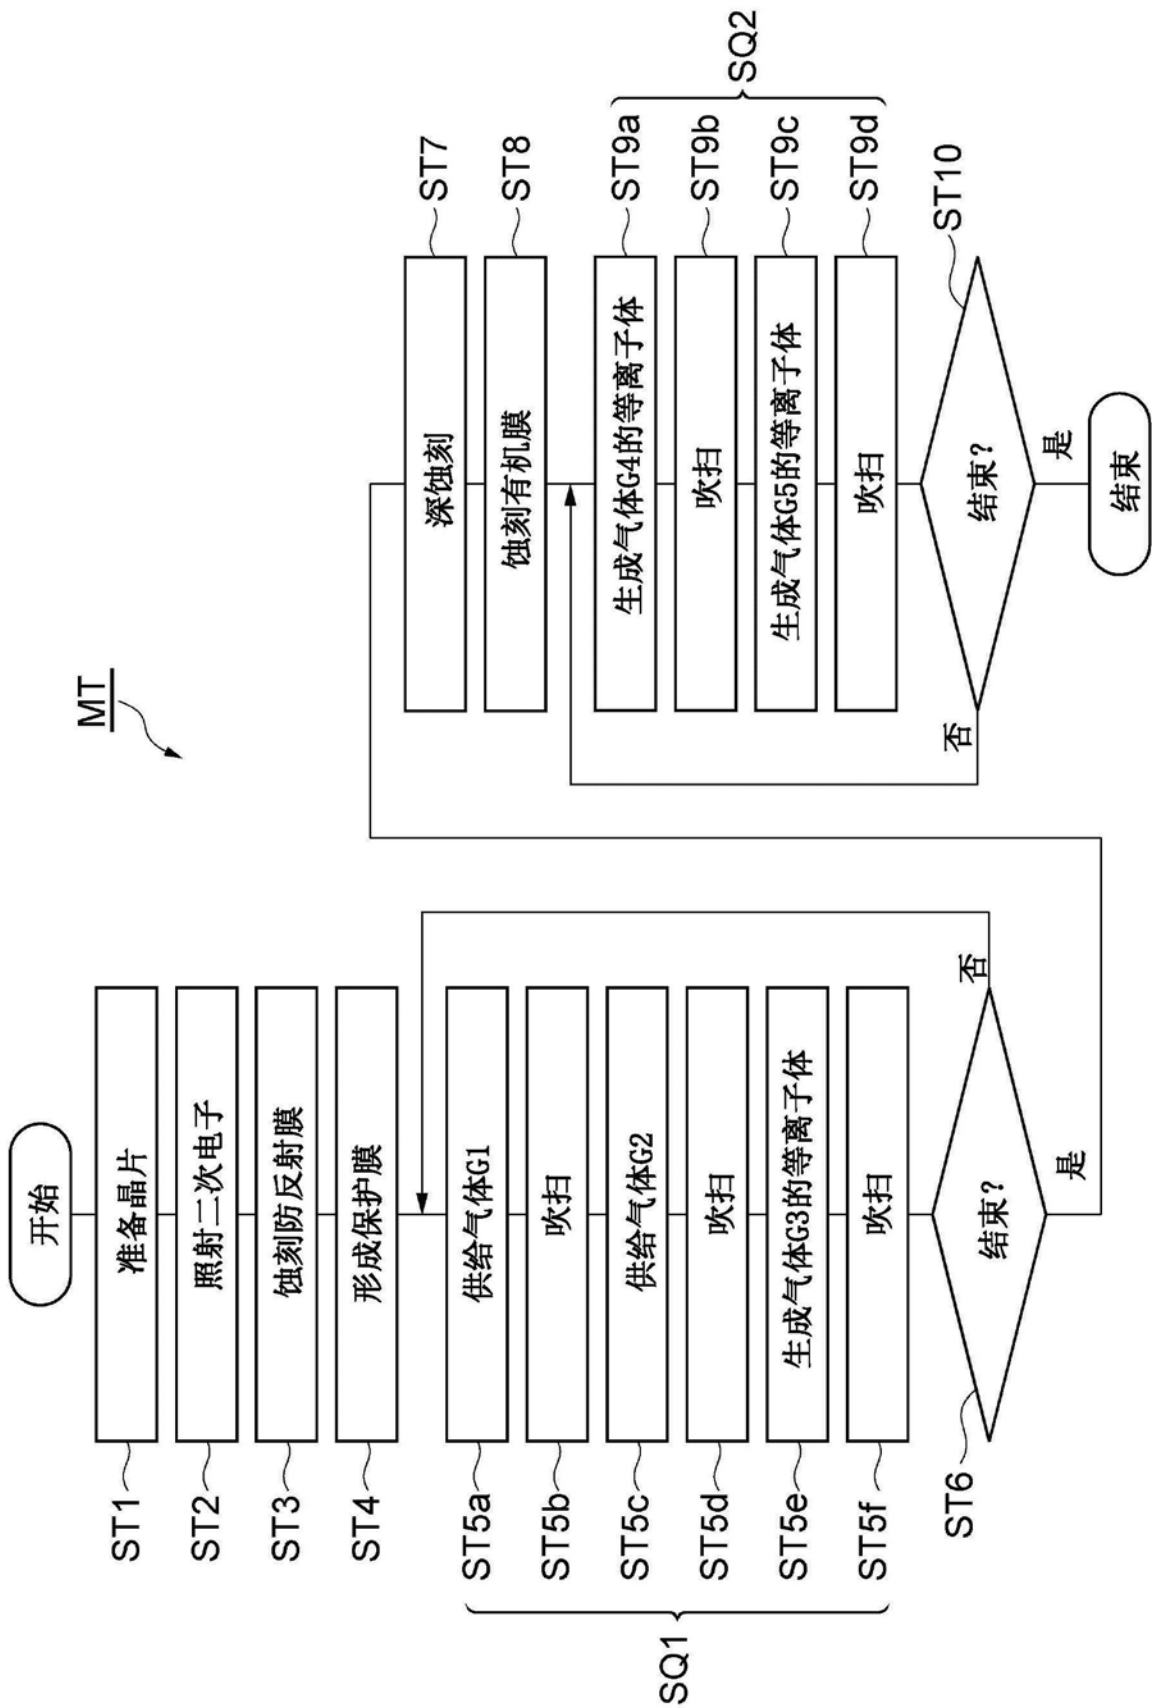 MT
开始
ST1
准备晶片
ST2
照射二次电子
ST3
蚀刻防反射膜
ST4
形成保护膜
SQ1
ST5a
供给气体G1
ST5b
吹扫
ST5c
供给气体G2
ST5d
吹扫
ST5e
生成气体G3的等离子体
ST5f
吹扫
ST6
结束?
否
是
ST7
深蚀刻
ST8
蚀刻有机膜
SQ2
ST9a
生成气体G4的等离子体
ST9b
吹扫
ST9c
生成气体G5的等离子体
ST9d
吹扫
ST10
结束?
否
是
结束